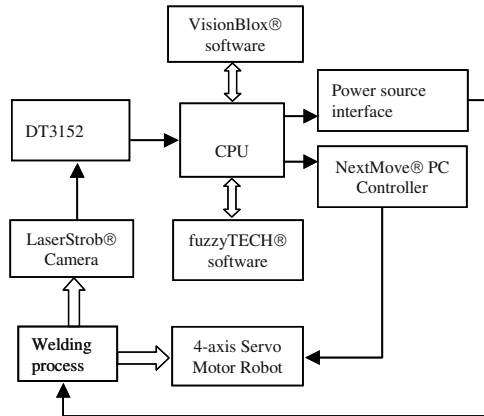 VisionBlox®
software
Power source
interface
DT3152
CPU
NextMove® PC
Controller
LaserStrob®
Camera
fuzzyTECH®
software
Welding
process
4-axis Servo
Motor Robot